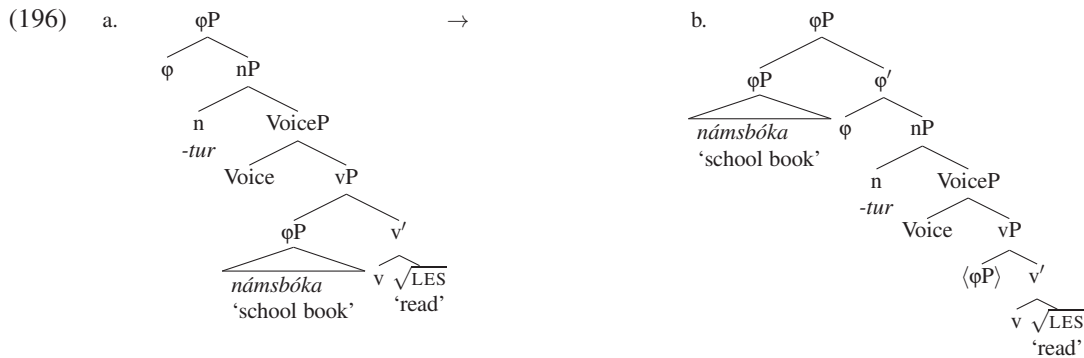 (196) a. φP → b. φP
φ nP φP φ′
n VoiceP námsbóka φ nP
-tur ‘school book’
Voice vP n VoiceP
-tur
φP v′ Voice vP
námsbóka v √LES ⟨φP⟩ v′
‘school book’ ‘read’
v √LES
‘read’